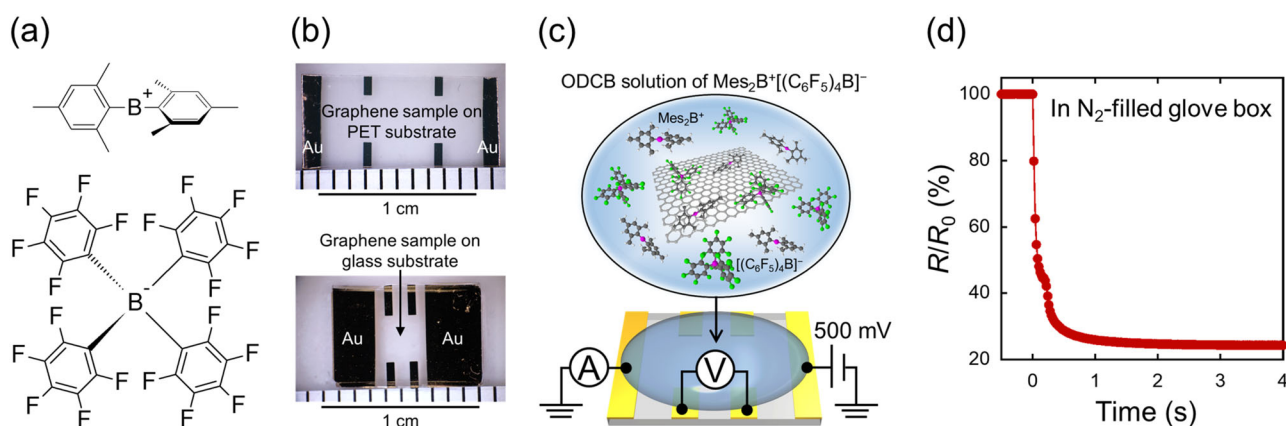 (a)
B
+
F
F
F
F
F
F
F
F
F
F
B
-
F
F
F
F
F
F
F
F
F
F
(b)
Graphene sample on
PET substrate
Au
Au
1 cm
Graphene sample on
glass substrate
Au
Au
1 cm
(c)
ODCB solution of Mes₂B⁺[(C₆F₅)₄B]⁻
Mes₂B⁺
[(C₆F₅)₄B]⁻
500 mV
A
V
(d)
In N₂-filled glove box
R/R₀ (%)
100
80
60
40
20
0
1
2
3
4
Time (s)